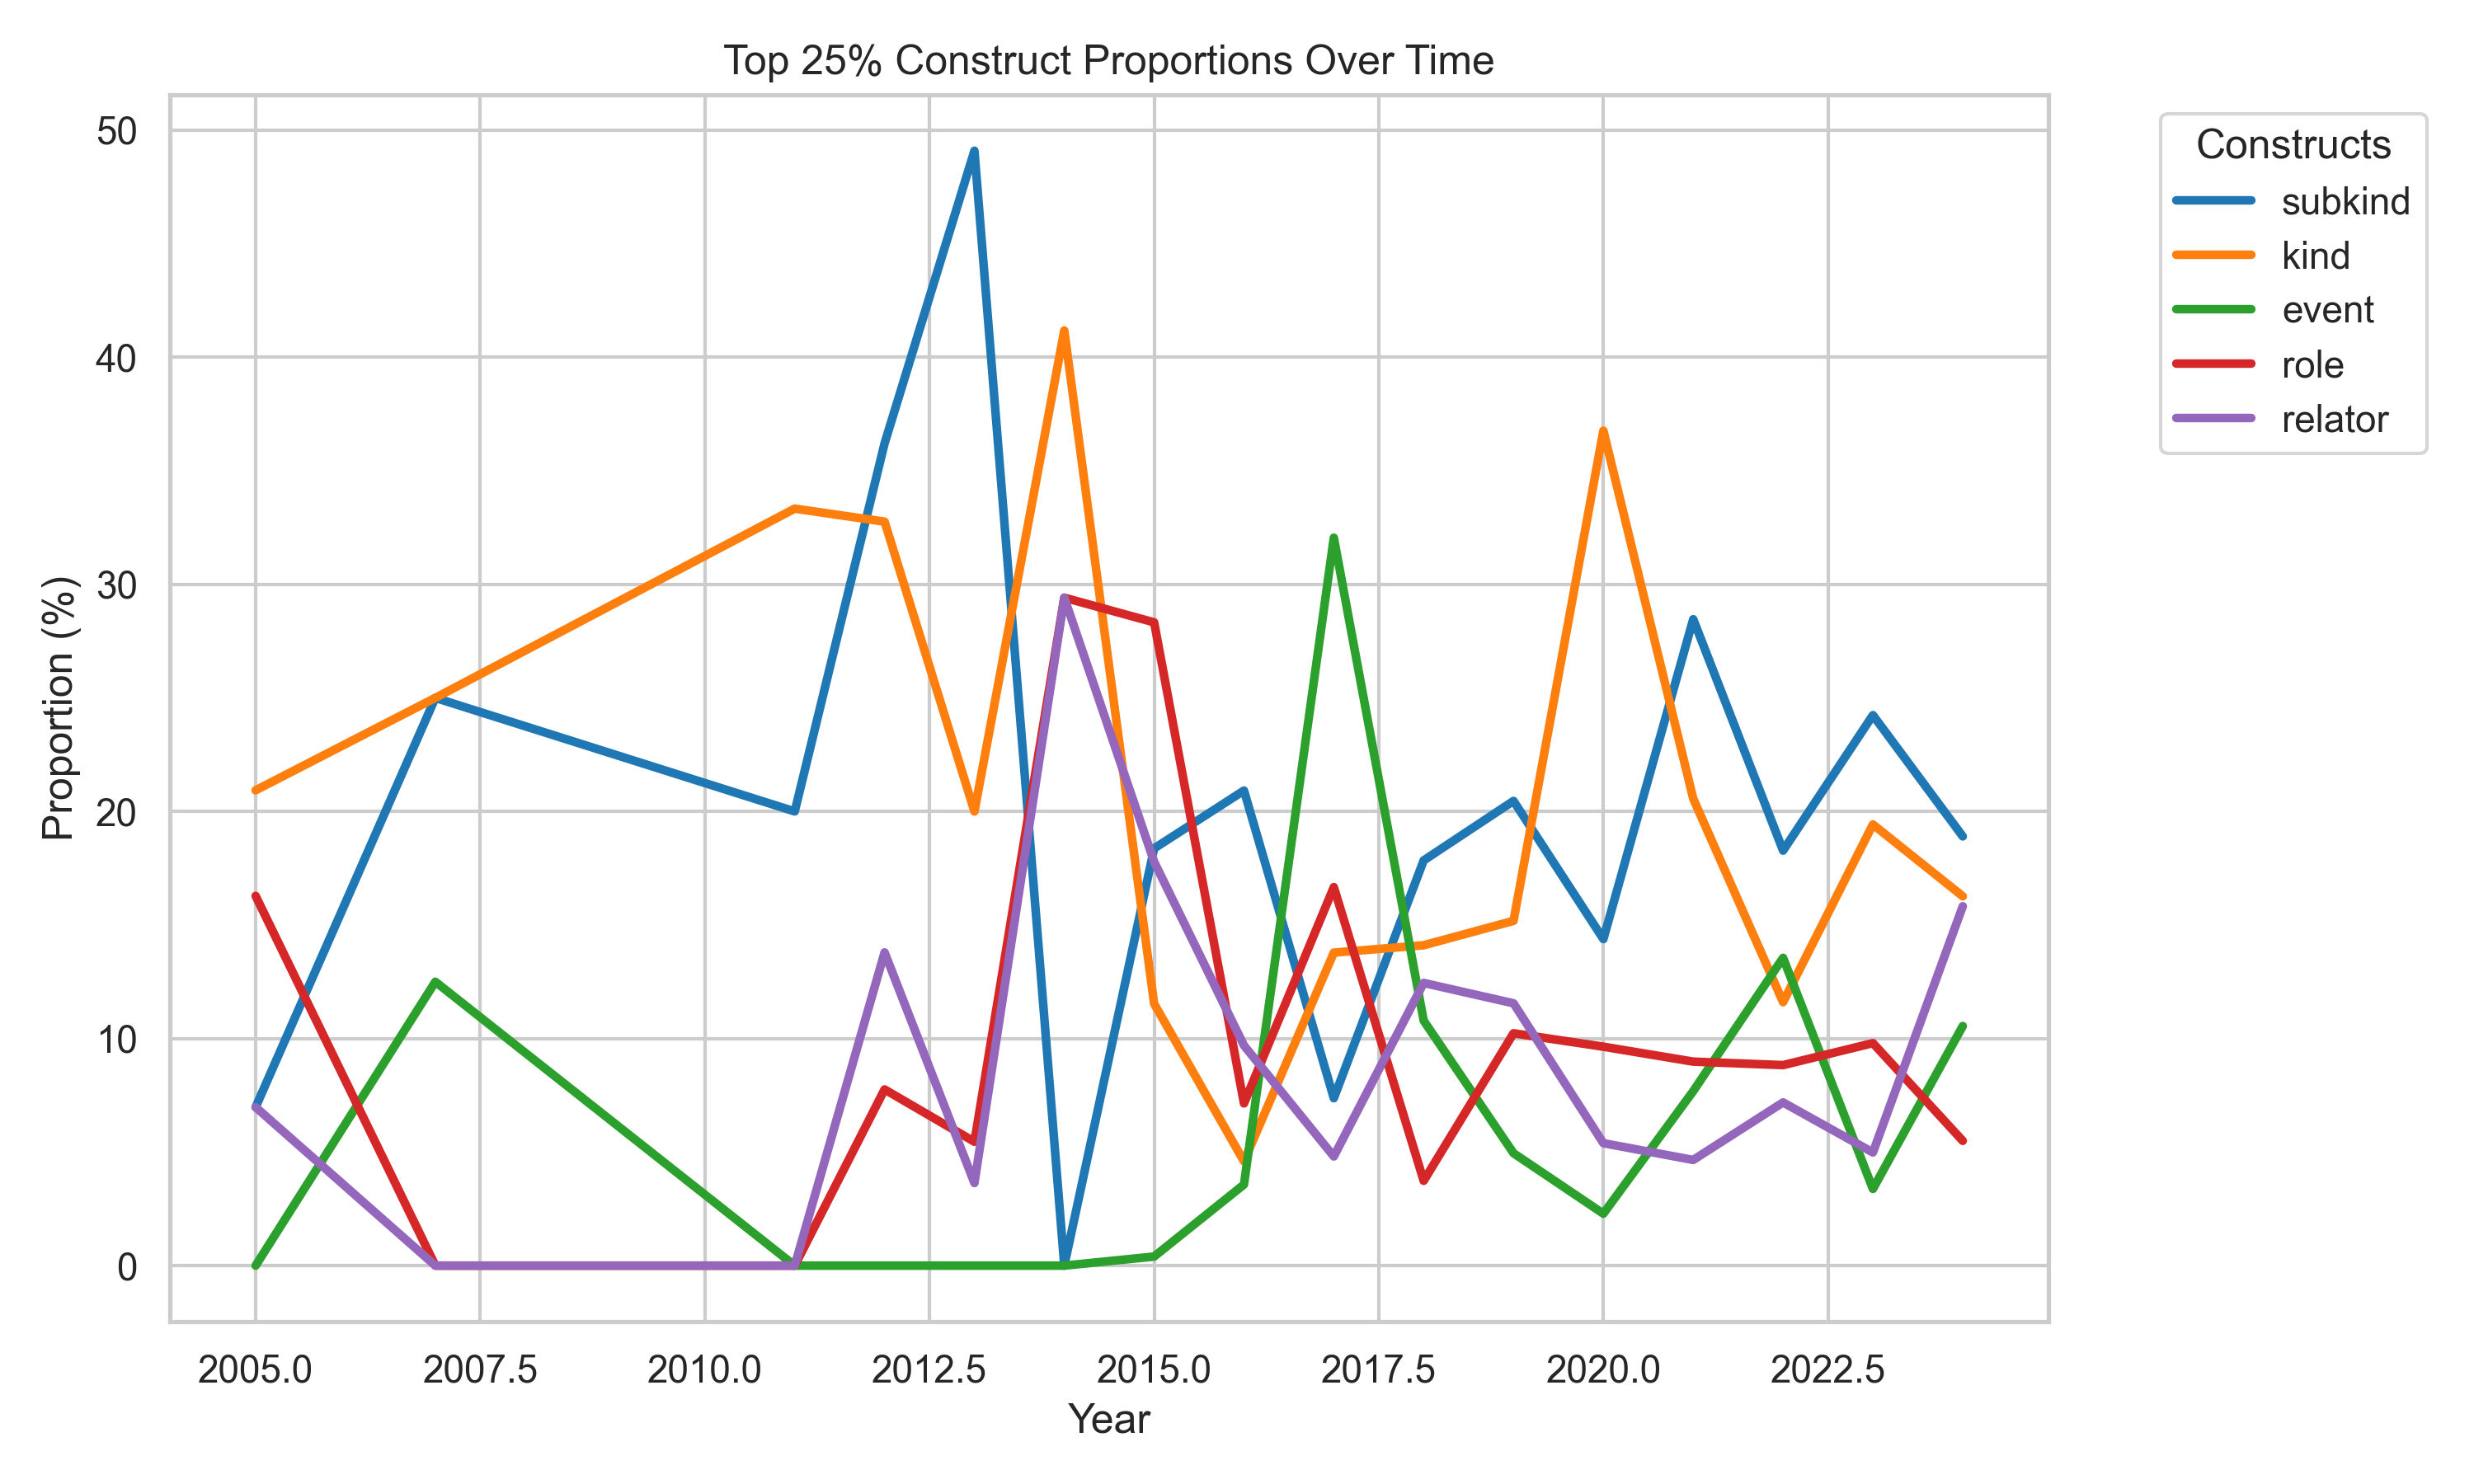 Top 25% Construct Proportions Over Time
Proportion (%)
50
40
30
20
10
0
2005.0 2007.5 2010.0 2012.5 2015.0 2017.5 2020.0 2022.5
Year
Constructs
subkind
kind
event
role
relator